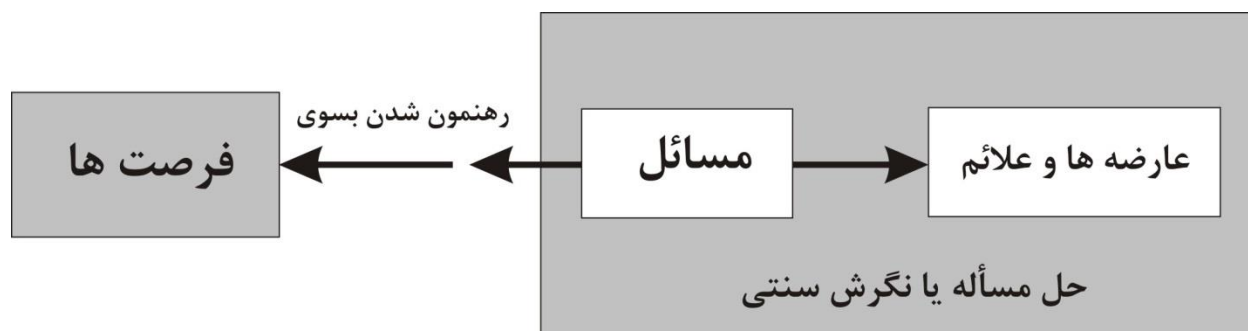 عارضه ها و علائم
مسائل
رهنمون شدن بسوی
فرصت ها
حل مسأله یا نگرش سنتی